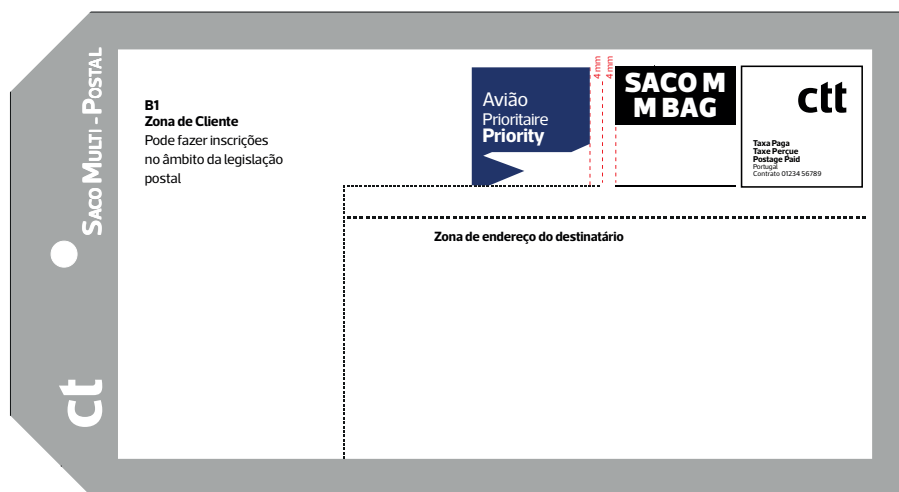 SACO MULTI - POSTAL
ct
B1
Zona de Cliente
Pode fazer inscrições
no âmbito da legislação
postal
Avião
Prioritaire
Priority
4 mm
4 mm
SACO M
M BAG
ctt
Taxa Paga
Taxe Perçue
Postage Paid
Portugal
Contrato 01234 56789
Zona de endereço do destinatário